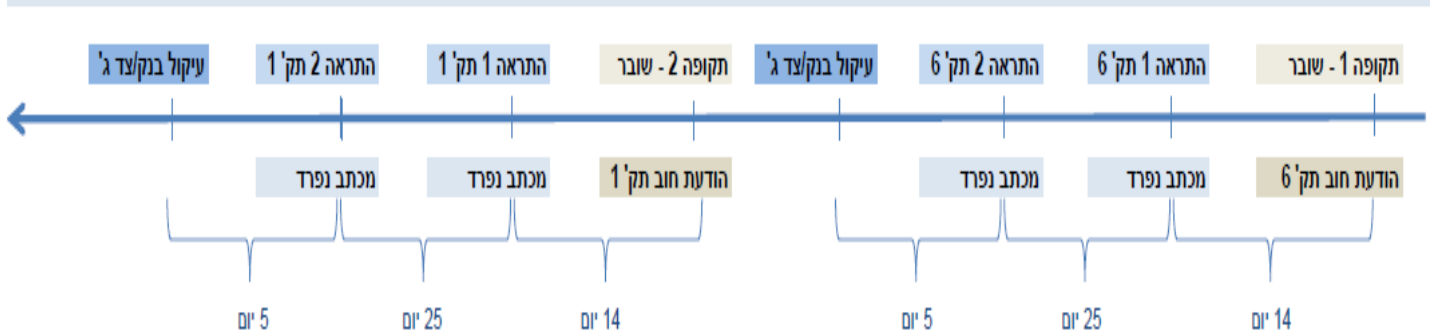 תקופה 1 - שובר
התראה 1 תק' 6
התראה 2 תק' 6
עיקול בנק/צד ג'
תקופה 2 - שובר
התראה 1 תק' 1
התראה 2 תק' 1
עיקול בנק/צד ג'
הודעת חוב תק' 6
מכתב נפרד
מכתב נפרד
הודעת חוב תק' 1
מכתב נפרד
מכתב נפרד
14 יום
25 יום
5 יום
14 יום
25 יום
5 יום